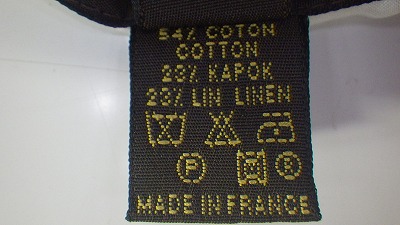 54% COTON
COTTON
23% KAPOK
23% LIN LINEN
P
R
MADE IN FRANCE